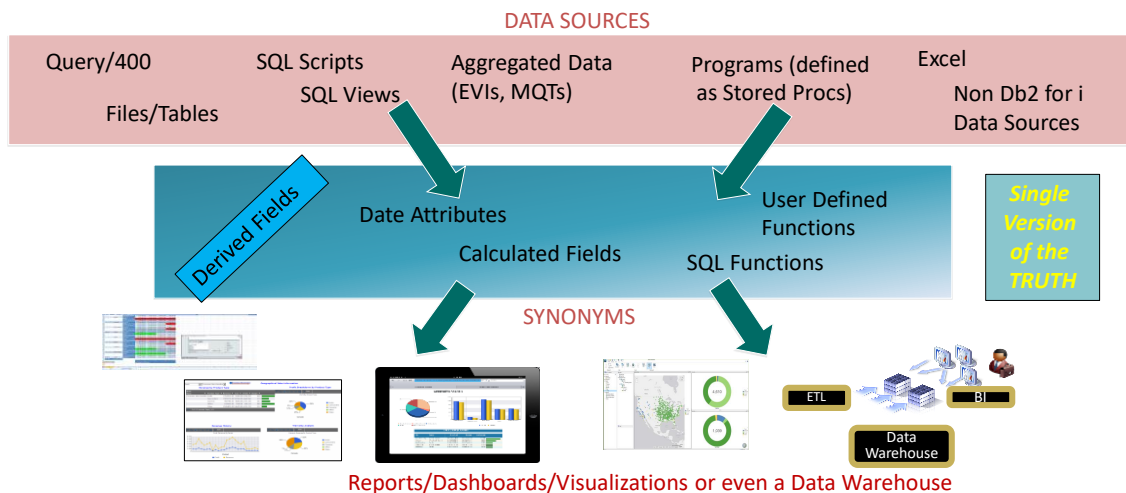 DATA SOURCES
Query/400
Files/Tables
SQL Scripts
SQL Views
Aggregated Data
(EVIs, MQTs)
Programs (defined
as Stored Procs)
Excel
Non Db2 for i
Data Sources
Derived Fields
Date Attributes
Calculated Fields
User Defined
Functions
SQL Functions
Single
Version
of the
TRUTH
SYNONYMS
ETL
BI
Data
Warehouse
Reports/Dashboards/Visualizations or even a Data Warehouse